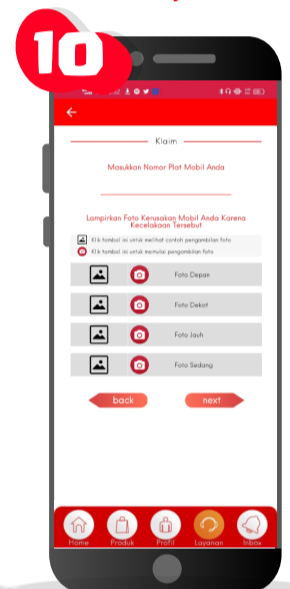 10
Klaim
Masukkan Nomor Plat Mobil Anda
Lampirkan Foto Kerusakan Mobil Anda Karena
Kecelakaan Tersebut
Klik tombol ini untuk melihat contoh pengambilan foto
Klik tombol ini untuk memulai pengambilan foto
Foto Depan
Foto Dekat
Foto Jauh
Foto Sedang
back next
Home Produk Profil Layanan Inbox